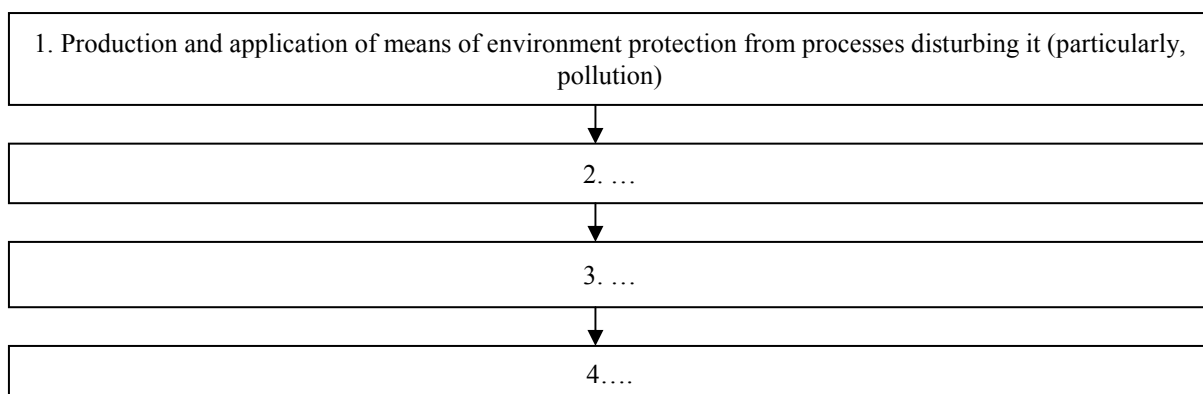 1. Production and application of means of environment protection from processes disturbing it (particularly,
pollution)
2. …
3. …
4….